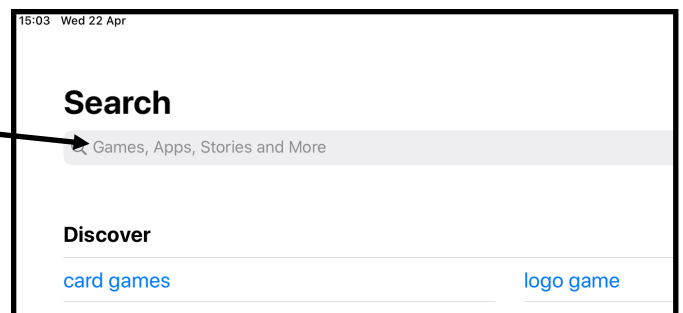 15:03 Wed 22 Apr
Search
Games, Apps, Stories and More
Discover
card games
logo game